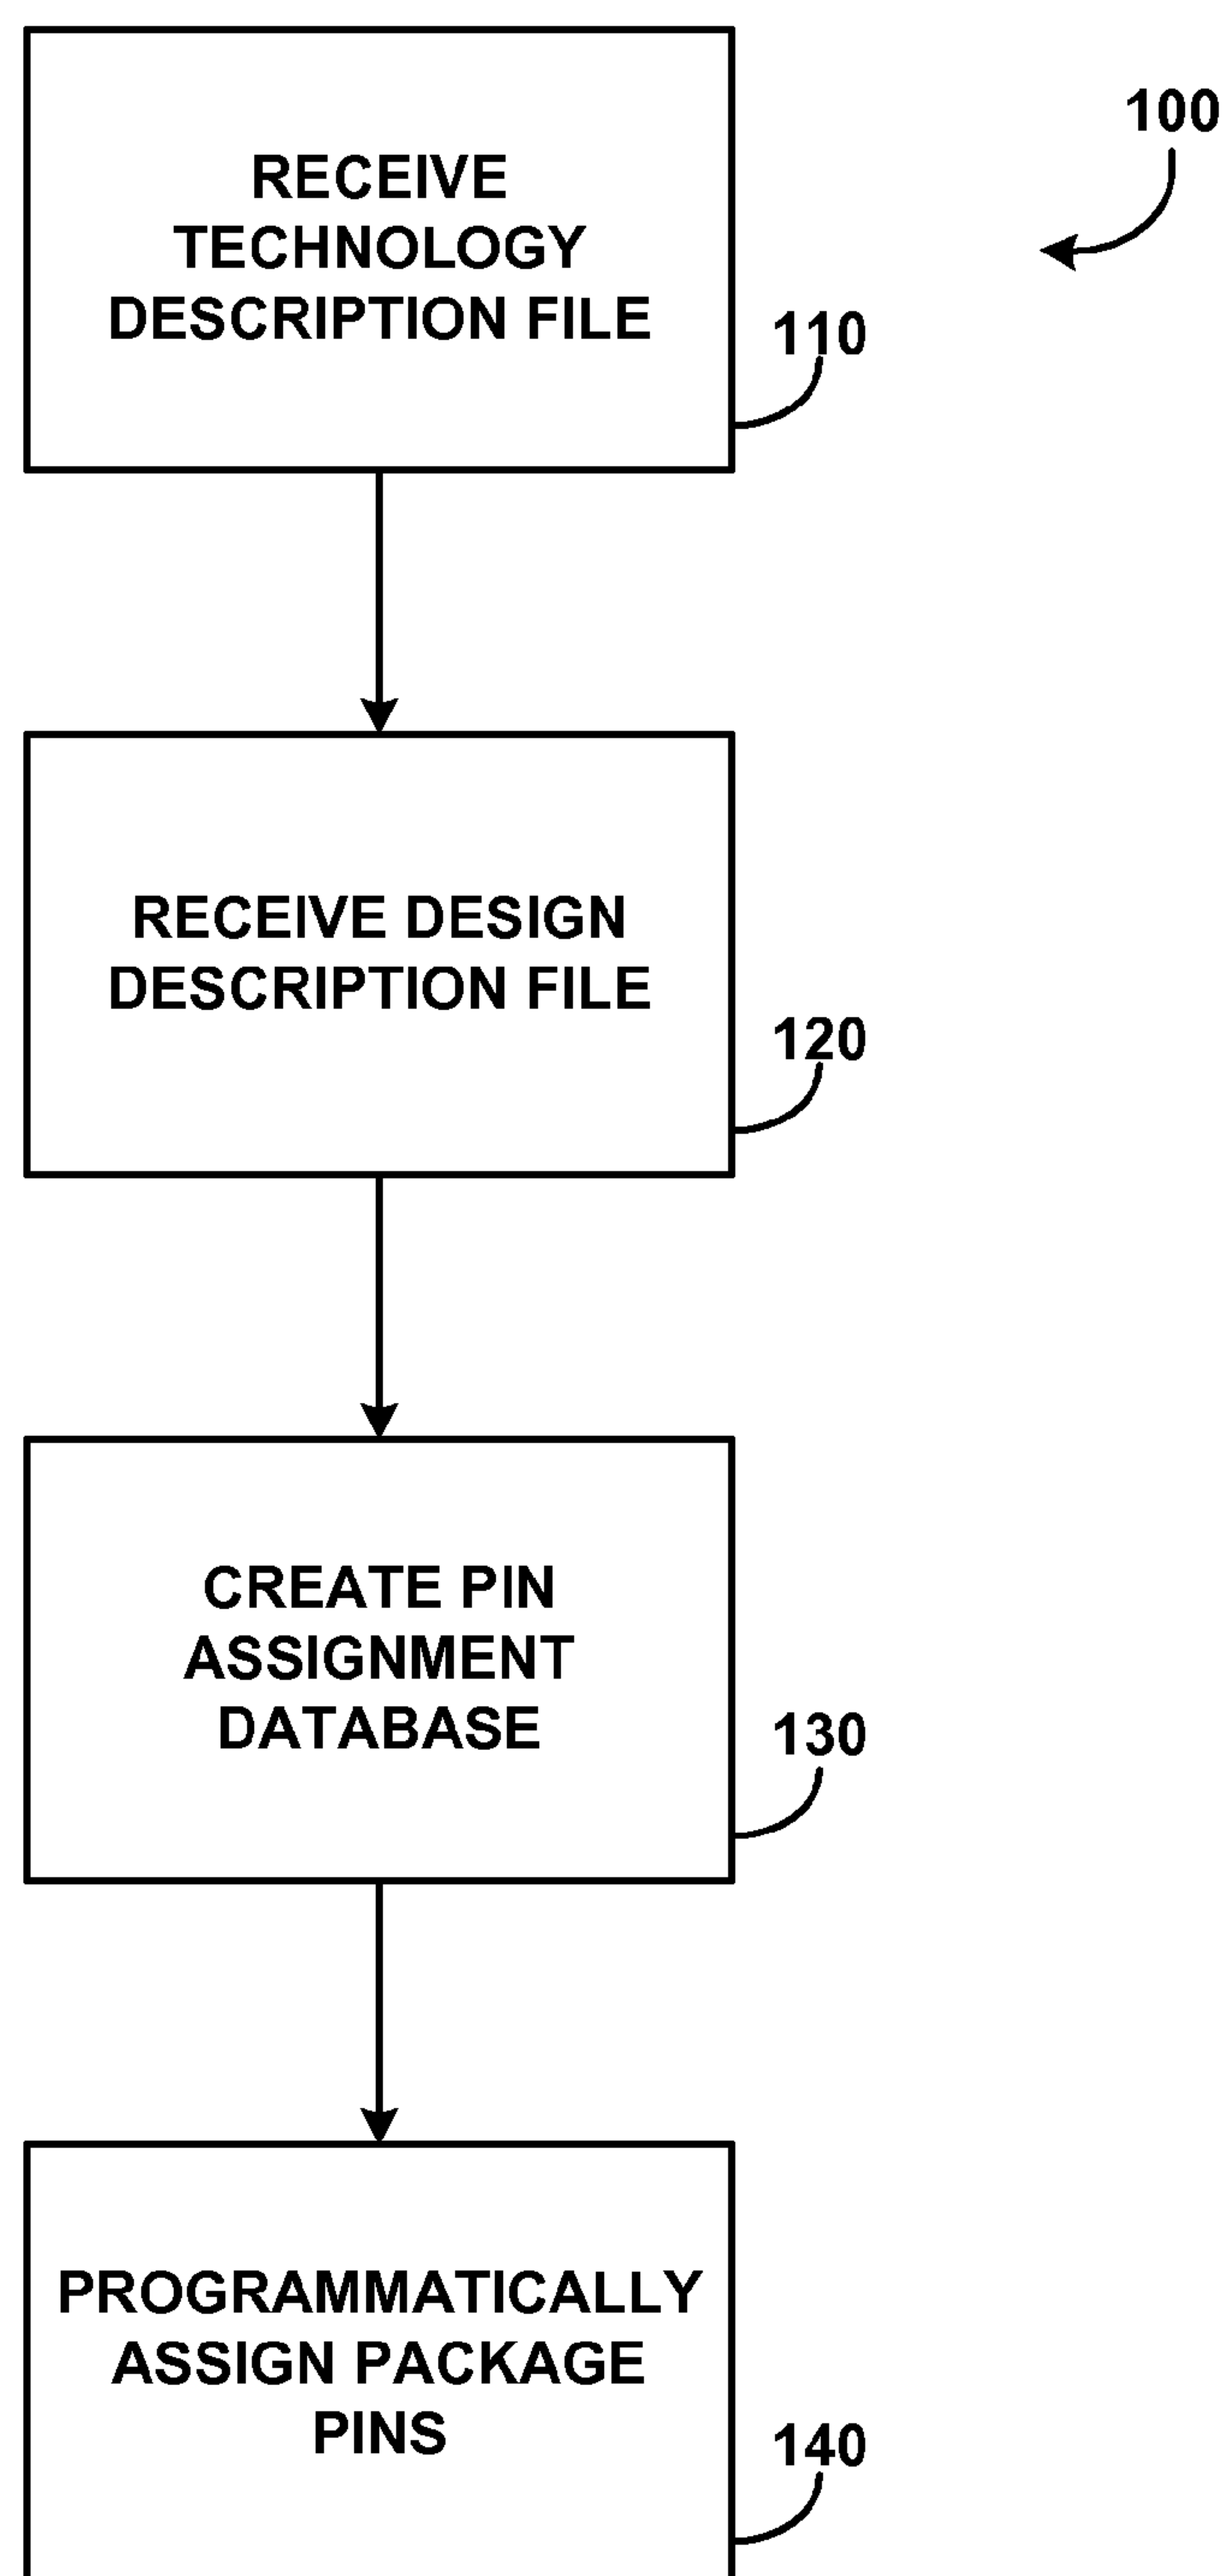 100
RECEIVE
TECHNOLOGY
DESCRIPTION FILE
110
RECEIVE DESIGN
DESCRIPTION FILE
120
CREATE PIN
ASSIGNMENT
DATABASE
130
PROGRAMMATICALLY
ASSIGN PACKAGE
PINS
140